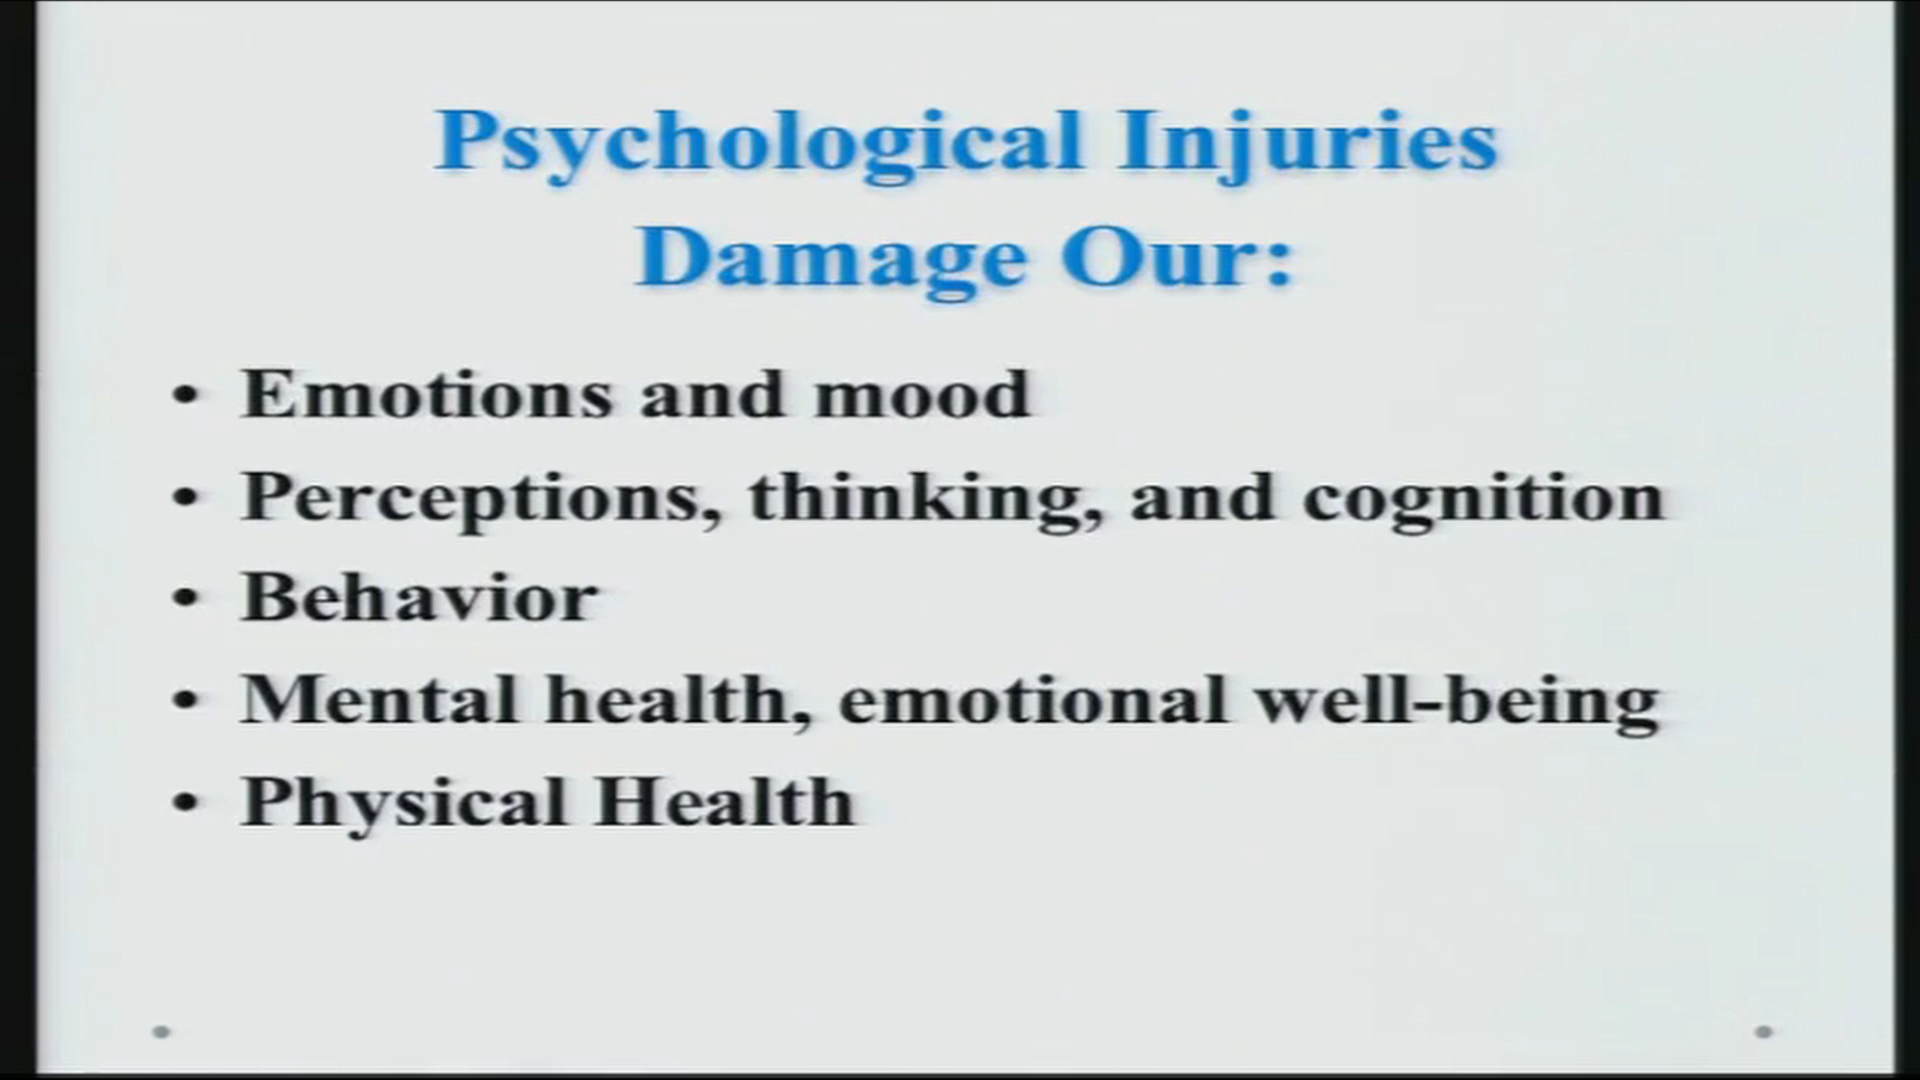 Psychological Injuries
Damage Our:
• Emotions and mood
• Perceptions, thinking, and cognition
• Behavior
• Mental health, emotional well-being
• Physical Health